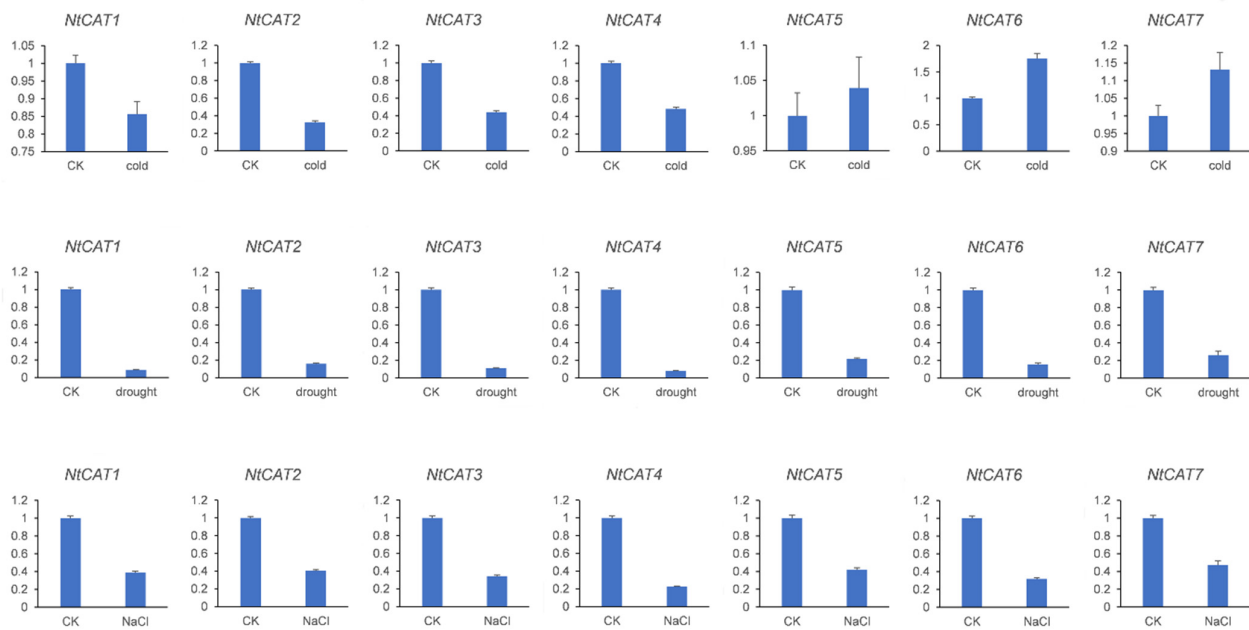 NtCAT1 NtCAT2 NtCAT3 NtCAT4 NtCAT5 NtCAT6 NtCAT7
1.05 1.2 1.2 1.2 1.1 2 1.2
1 1 1 1 1.05 1.5 1.15
0.95 0.8 0.8 0.8 1 1 1.1
0.9 0.6 0.6 0.6 0.95 0.5 1.05
0.85 0.4 0.4 0.4 0 1
0.8 0.2 0.2 0.2 0.95
0.75 0 0 0 0.9
CK cold CK cold CK cold CK cold CK cold CK cold CK cold
NtCAT1 NtCAT2 NtCAT3 NtCAT4 NtCAT5 NtCAT6 NtCAT7
1.2 1.2 1.2 1.2 1.2 1.2 1.2
1 1 1 1 1 1 1
0.8 0.8 0.8 0.8 0.8 0.8 0.8
0.6 0.6 0.6 0.6 0.6 0.6 0.6
0.4 0.4 0.4 0.4 0.4 0.4 0.4
0.2 0.2 0.2 0.2 0.2 0.2 0.2
0 0 0 0 0 0 0
CK drought CK drought CK drought CK drought CK drought CK drought CK drought
NtCAT1 NtCAT2 NtCAT3 NtCAT4 NtCAT5 NtCAT6 NtCAT7
1.2 1.2 1.2 1.2 1.2 1.2 1.2
1 1 1 1 1 1 1
0.8 0.8 0.8 0.8 0.8 0.8 0.8
0.6 0.6 0.6 0.6 0.6 0.6 0.6
0.4 0.4 0.4 0.4 0.4 0.4 0.4
0.2 0.2 0.2 0.2 0.2 0.2 0.2
0 0 0 0 0 0 0
CK NaCl CK NaCl CK NaCl CK NaCl CK NaCl CK NaCl CK NaCl